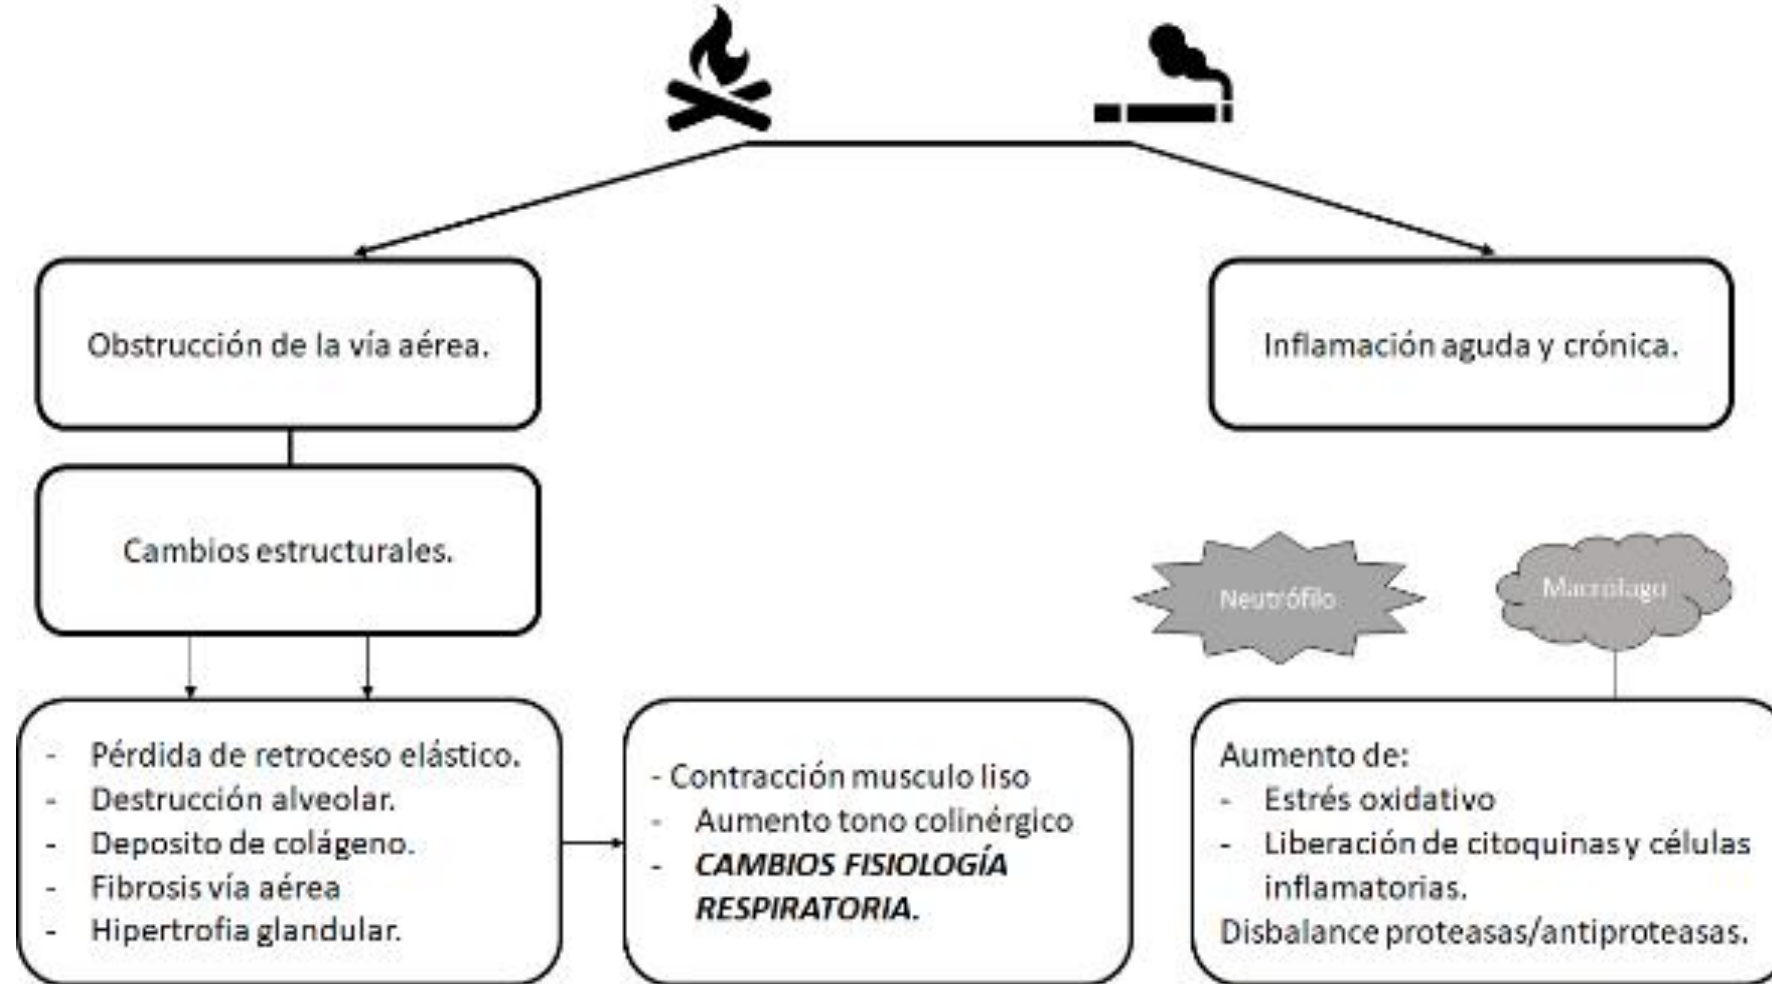 Obstrucción de la vía aérea.
Inflamación aguda y crónica.
Cambios estructurales.
Neutrófilo
Macrófago
- Pérdida de retroceso elástico.
- Destrucción alveolar.
- Deposito de colágeno.
- Fibrosis vía aérea
- Hipertrofia glandular.
- Contracción musculo liso
- Aumento tono colinérgico
- CAMBIOS FISIOLOGÍA
RESPIRATORIA.
Aumento de:
- Estrés oxidativo
- Liberación de citoquinas y células
inflamatorias.
Disbalance proteasas/antiproteasas.